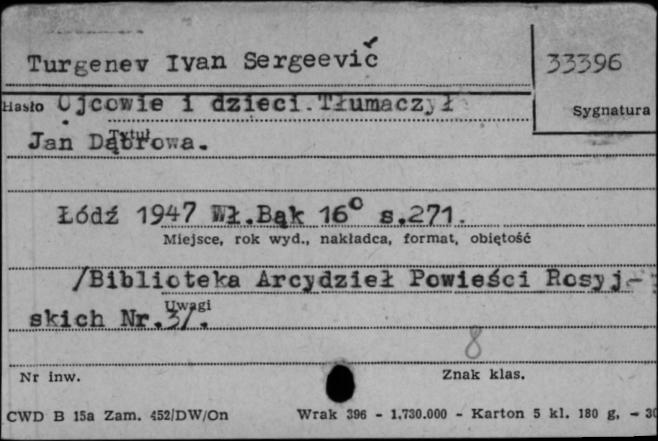 Turgenev Ivan Sergeevič
33396
Hasło Ojcowie i dzieci.Tłumaczył
Sygnatura
Tytuł
Jan Dąbrowa.
Łódź 1947 Wł.Bąk 16° s.271.
Miejsce, rok wyd., nakładca, format, objętość
/Biblioteka Arcydzieł Powieści Rosyj-
Uwagi
skich Nr.3/.
8
Nr inw.
Znak klas.
CWD B 15a Zam. 452/DW/On Wrak 396 - 1.730.000 - Karton 5 kl. 180 g, - 30